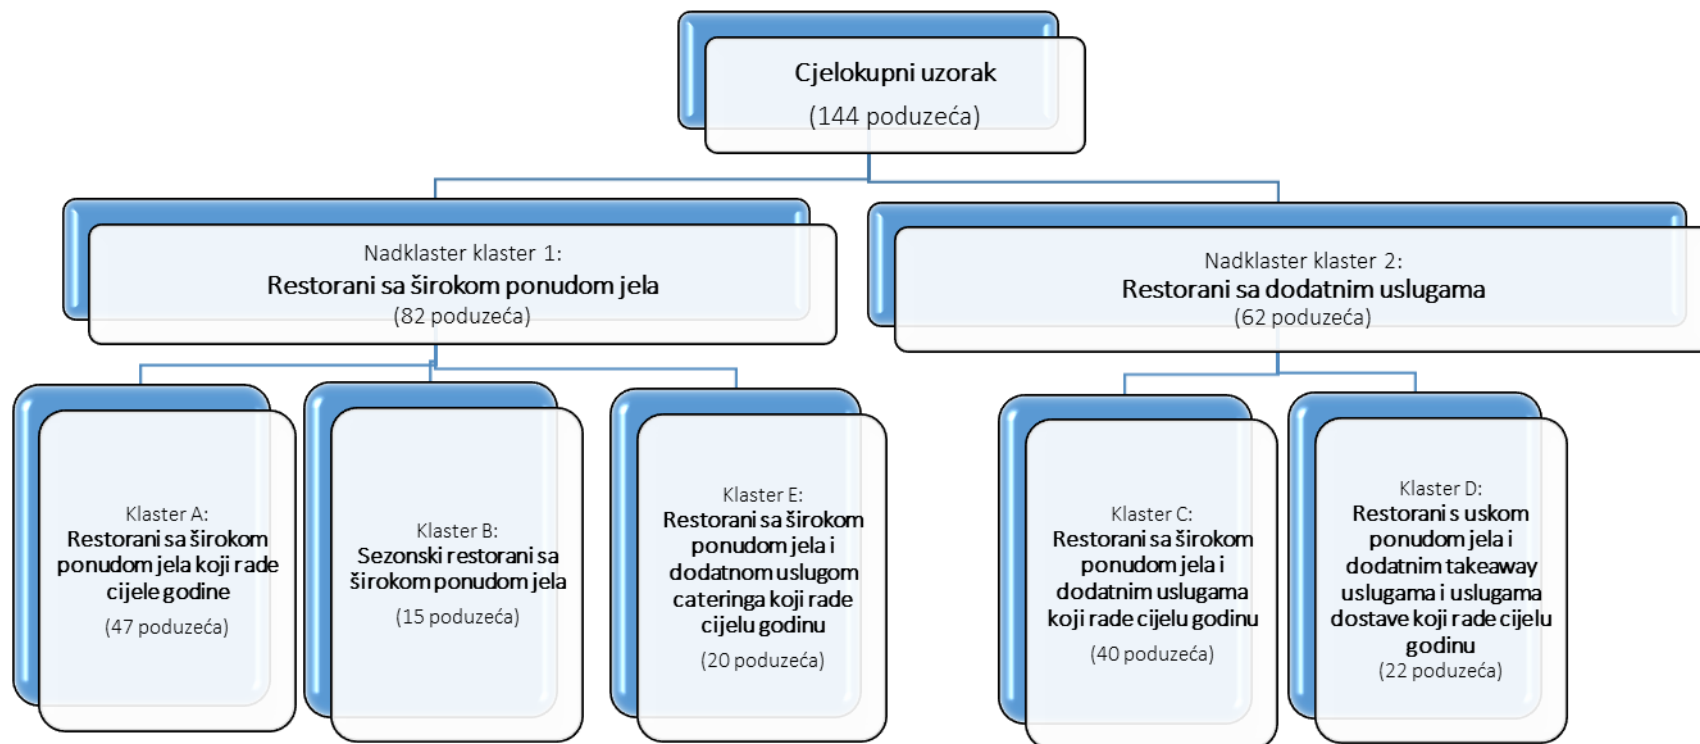 Cjelokupni uzorak
(144 poduzeća)
Nadklaster klaster 1:
Restorani sa širokom ponudom jela
(82 poduzeća)
Nadklaster klaster 2:
Restorani sa dodatnim uslugama
(62 poduzeća)
Klaster A:
Restorani sa širokom
ponudom jela koji rade
cijele godine
(47 poduzeća)
Klaster B:
Sezonski restorani sa
širokom ponudom jela
(15 poduzeća)
Klaster E:
Restorani sa širokom
ponudom jela i
dodatnom uslugom
cateringa koji rade
cijelu godinu
(20 poduzeća)
Klaster C:
Restorani sa širokom
ponudom jela i
dodatnim uslugama
koji rade cijelu godinu
(40 poduzeća)
Klaster D:
Restorani s uskom
ponudom jela i
dodatnim takeaway
uslugama i uslugama
dostave koji rade cijelu
godinu
(22 poduzeća)